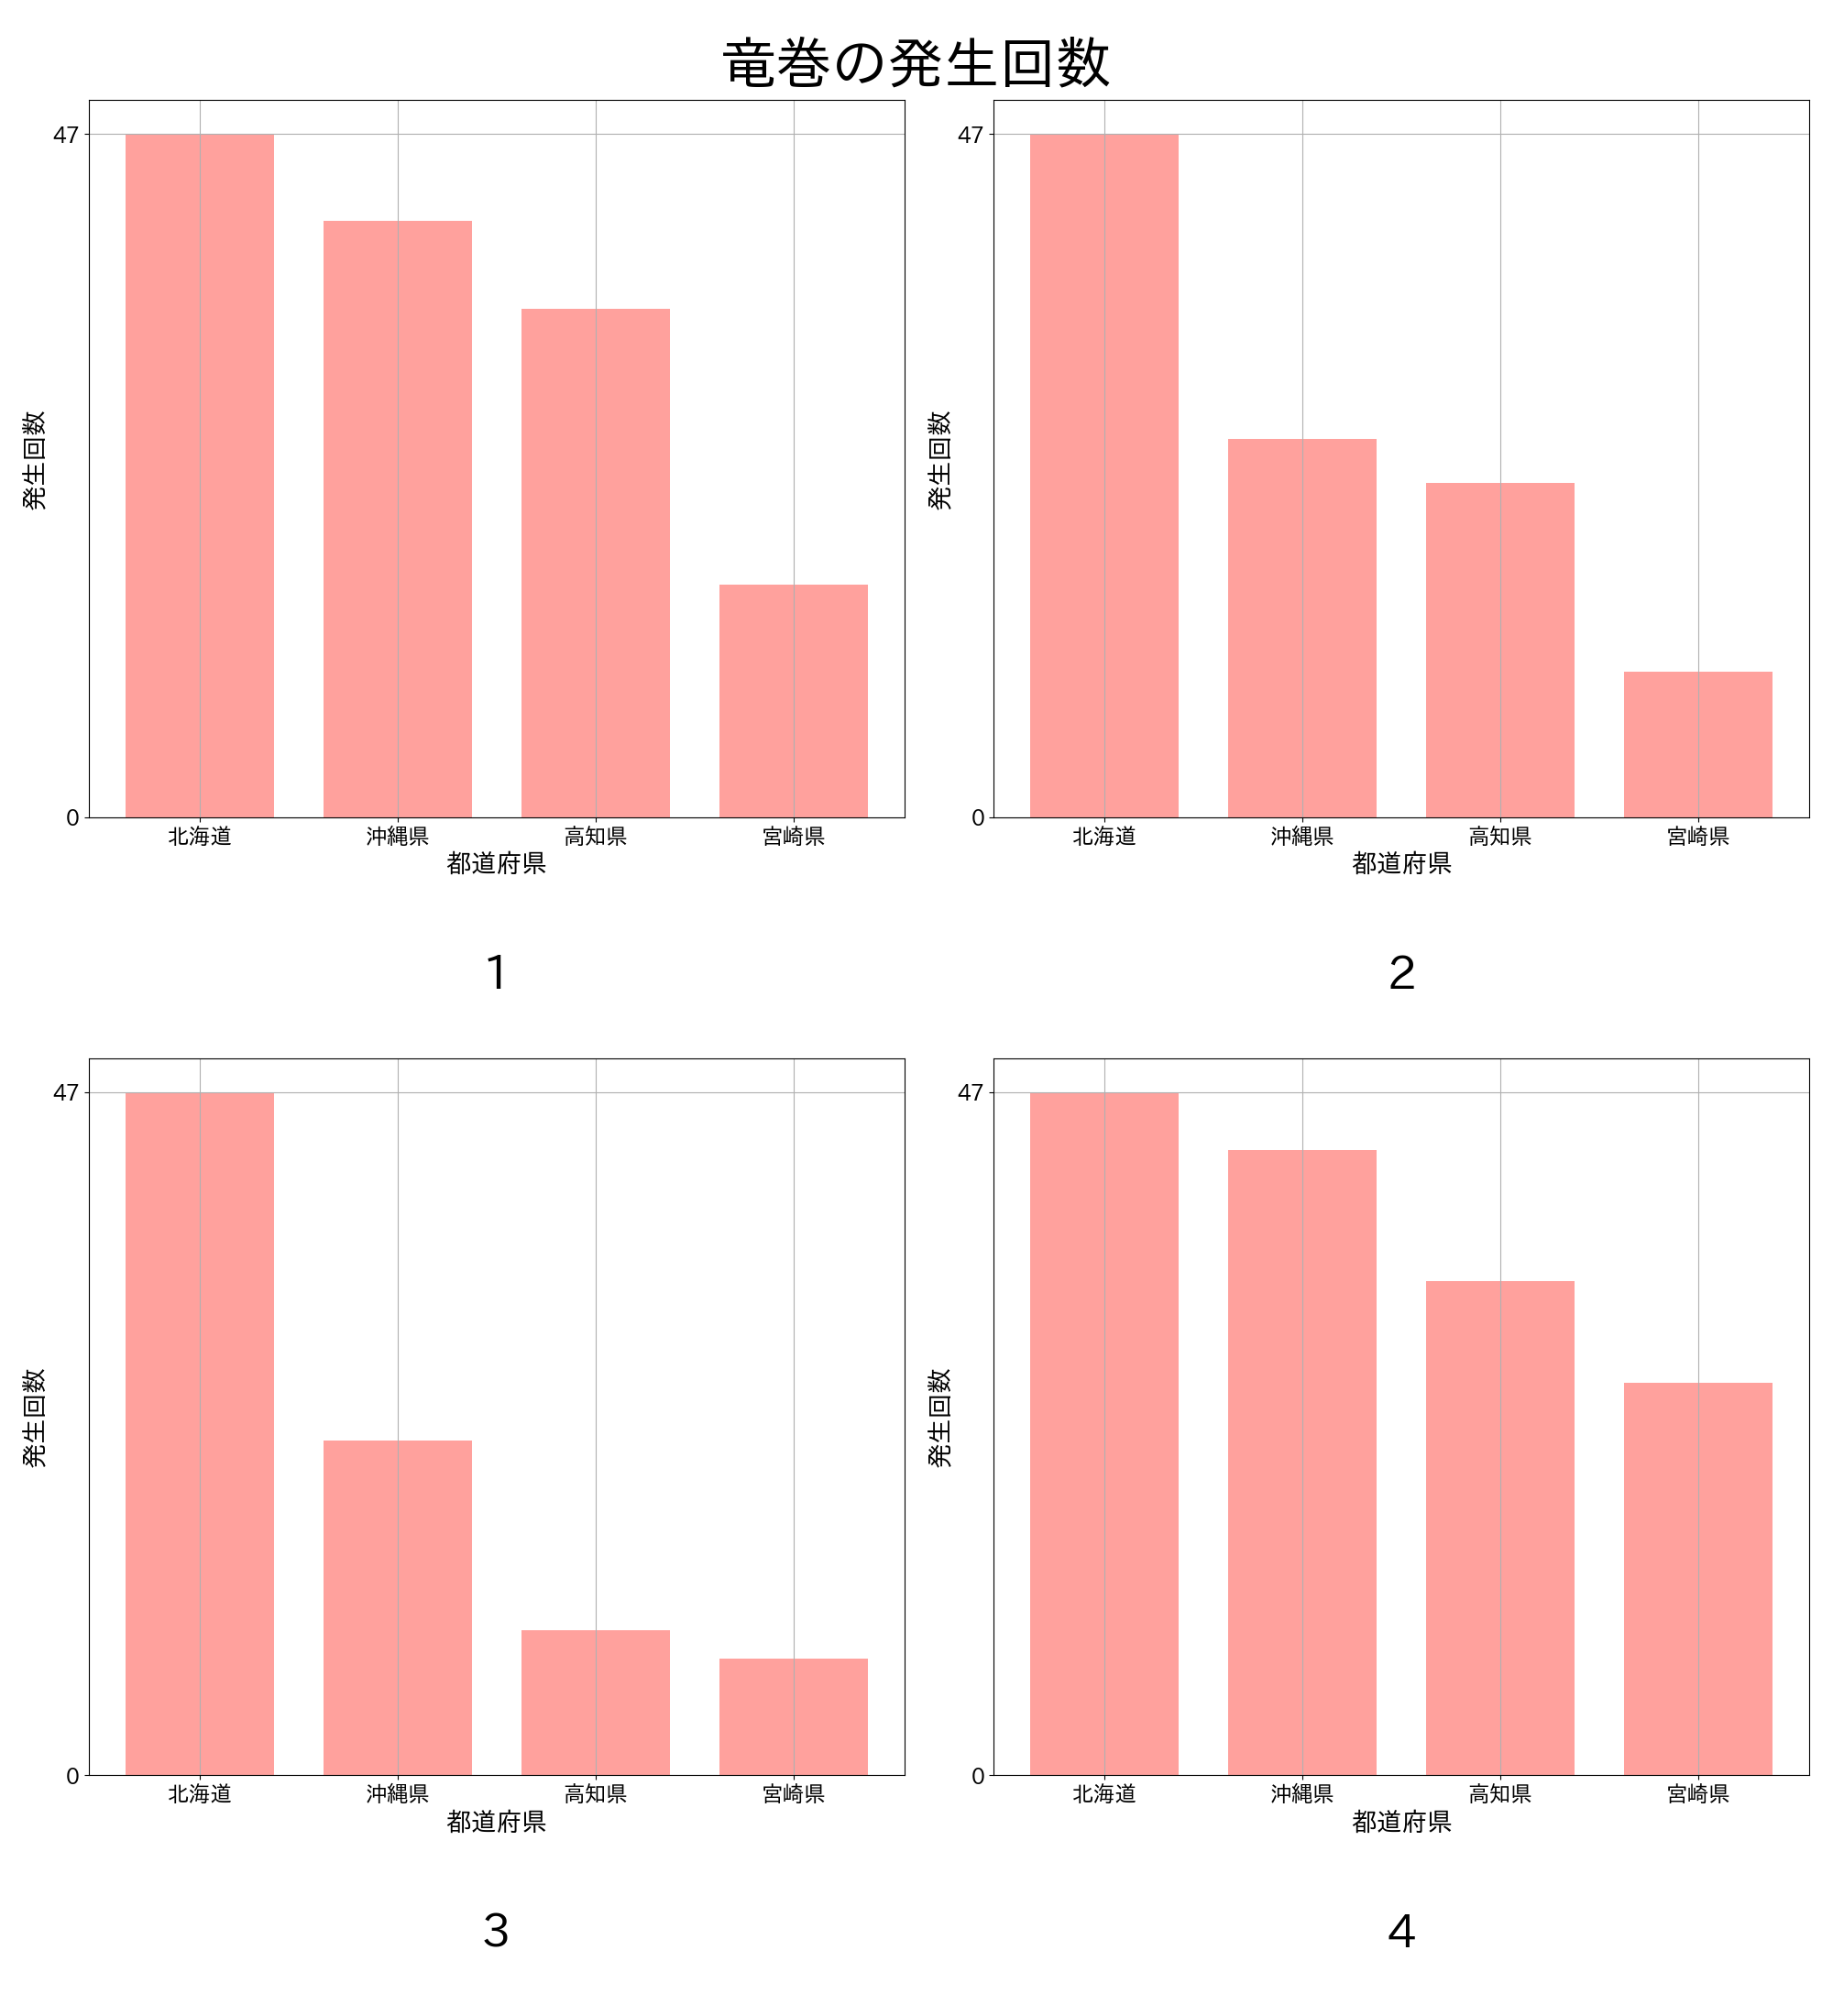 竜巻の発生回数
47
0
発生回数
北海道 沖縄県 高知県 宮崎県
都道府県
1
47
0
発生回数
北海道 沖縄県 高知県 宮崎県
都道府県
2
47
0
発生回数
北海道 沖縄県 高知県 宮崎県
都道府県
3
47
0
発生回数
北海道 沖縄県 高知県 宮崎県
都道府県
4